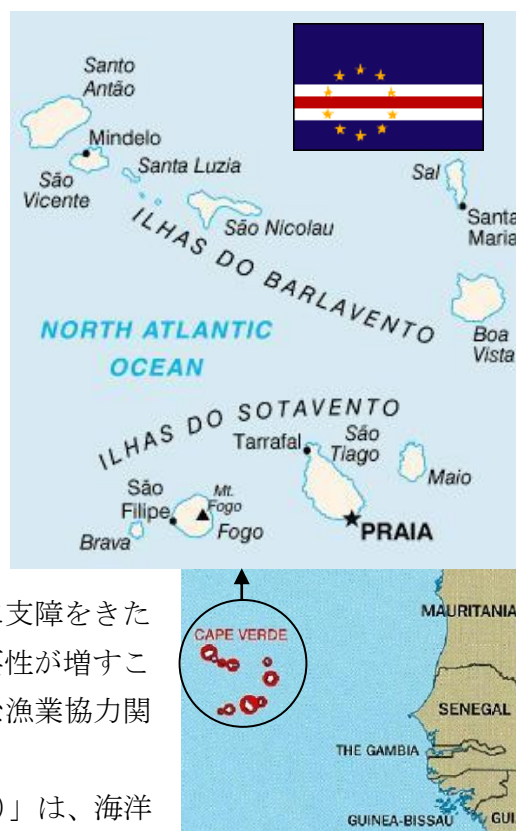 Santo
Antão
Mindelo
São
Vicente
Santa Luzia
São Nicolau
Sal
Santa
Maria
ILHAS DO BARLAVENTO
Boa
Vista
NORTH ATLANTIC
OCEAN
ILHAS DO SOTAVENTO
Tarrafal
São
Tiago
Maio
São
Filipe
Mt.
Fogo
Fogo
Brava
PRAIA
支障をきた
性が増すこ
漁業協力関
」は、海洋
CAPE VERDE
MAURITANIA
SENEGAL
THE GAMBIA
GUINEA-BISSAU
GUI